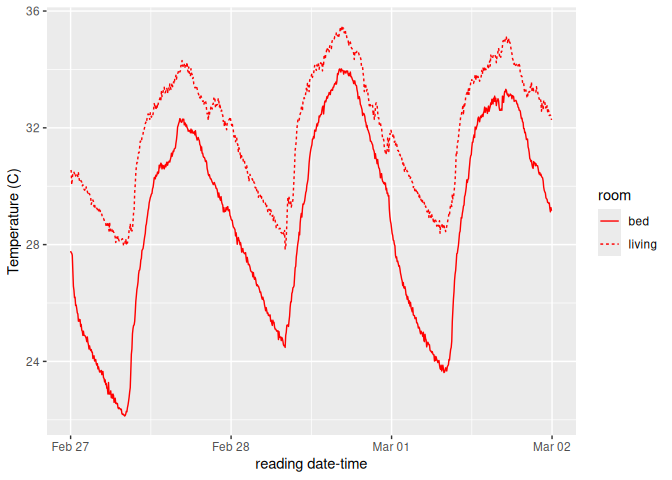 36
32
28
24
Temperature (C)
Feb 27
Feb 28
Mar 01
Mar 02
reading date-time
room
bed
living